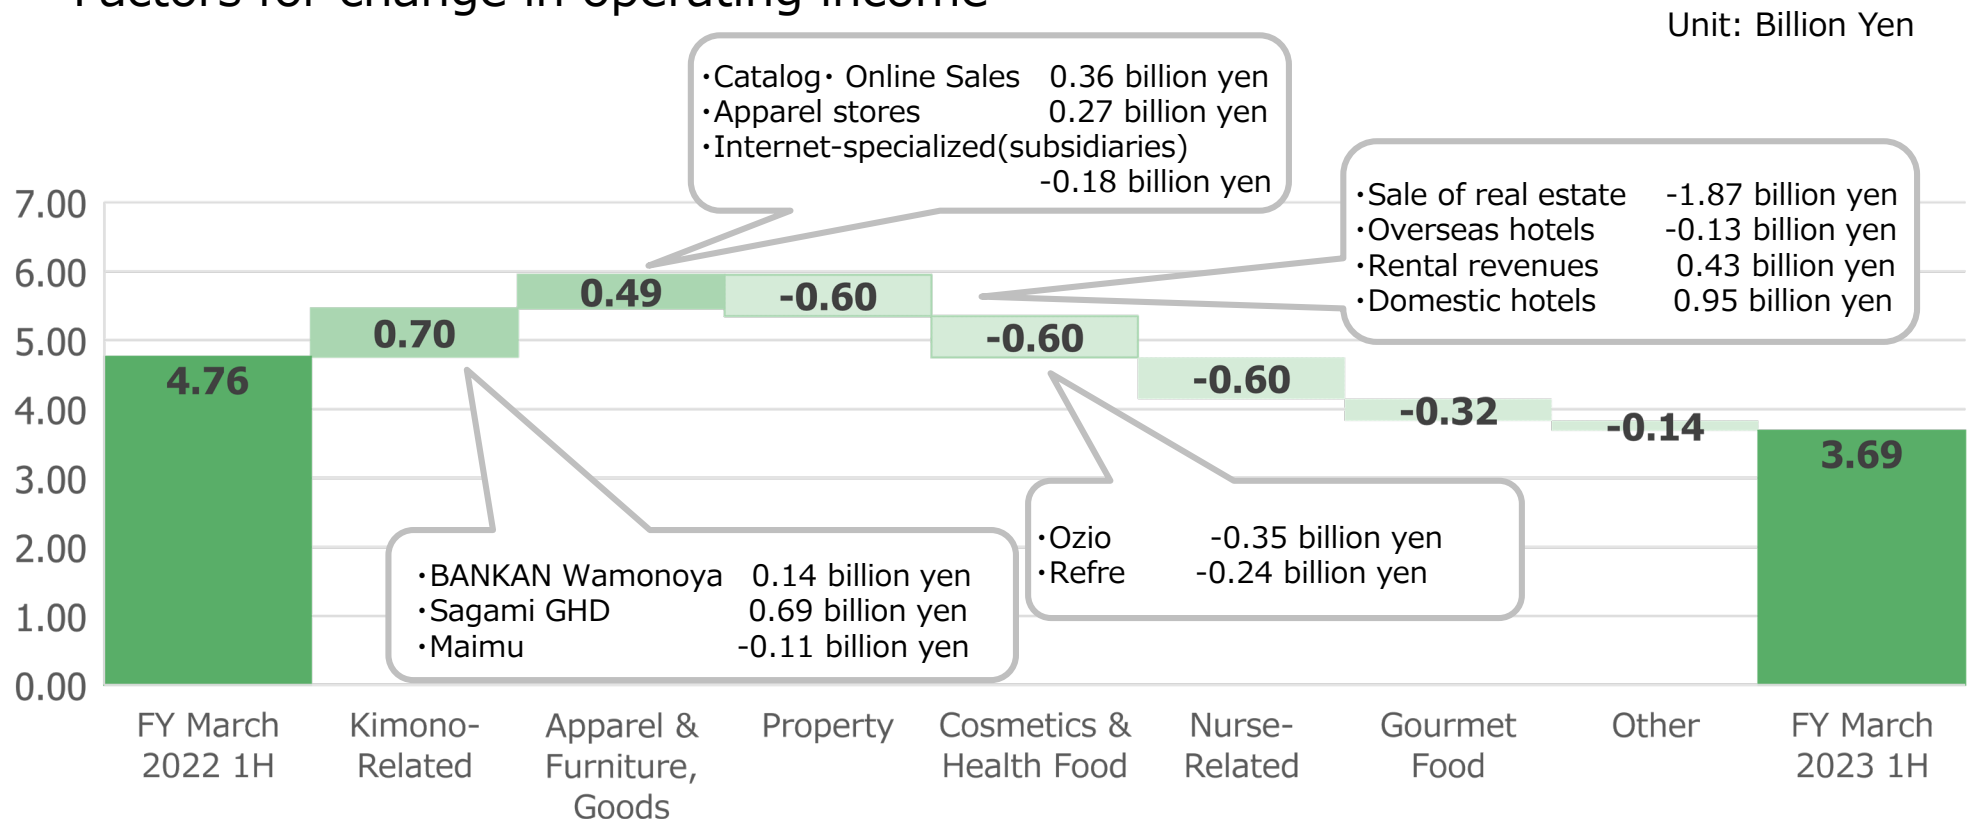 Factors for change in operating income
Unit: Billion Yen
・Catalog・ Online Sales 0.36 billion yen
・Apparel stores 0.27 billion yen
・Internet-specialized(subsidiaries)
-0.18 billion yen
・Sale of real estate -1.87 billion yen
・Overseas hotels -0.13 billion yen
・Rental revenues 0.43 billion yen
・Domestic hotels 0.95 billion yen
7.00
6.00
5.00
4.00
3.00
2.00
1.00
0.00
4.76
0.70
0.49
-0.60
-0.60
-0.60
-0.32
-0.14
3.69
・BANKAN Wamonoya 0.14 billion yen
・Sagami GHD 0.69 billion yen
・Maimu -0.11 billion yen
・Ozio -0.35 billion yen
・Refre -0.24 billion yen
FY March
2022 1H
Kimono-
Related
Apparel &
Furniture,
Goods
Property
Cosmetics &
Health Food
Nurse-
Related
Gourmet
Food
Other
FY March
2023 1H